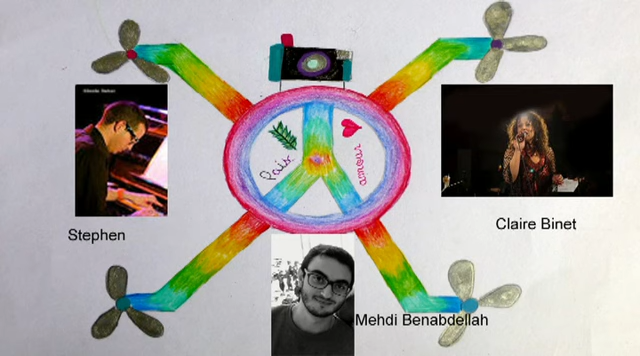 Paix
amour
Stephen
Claire Binet
Mehdi Benabdellah